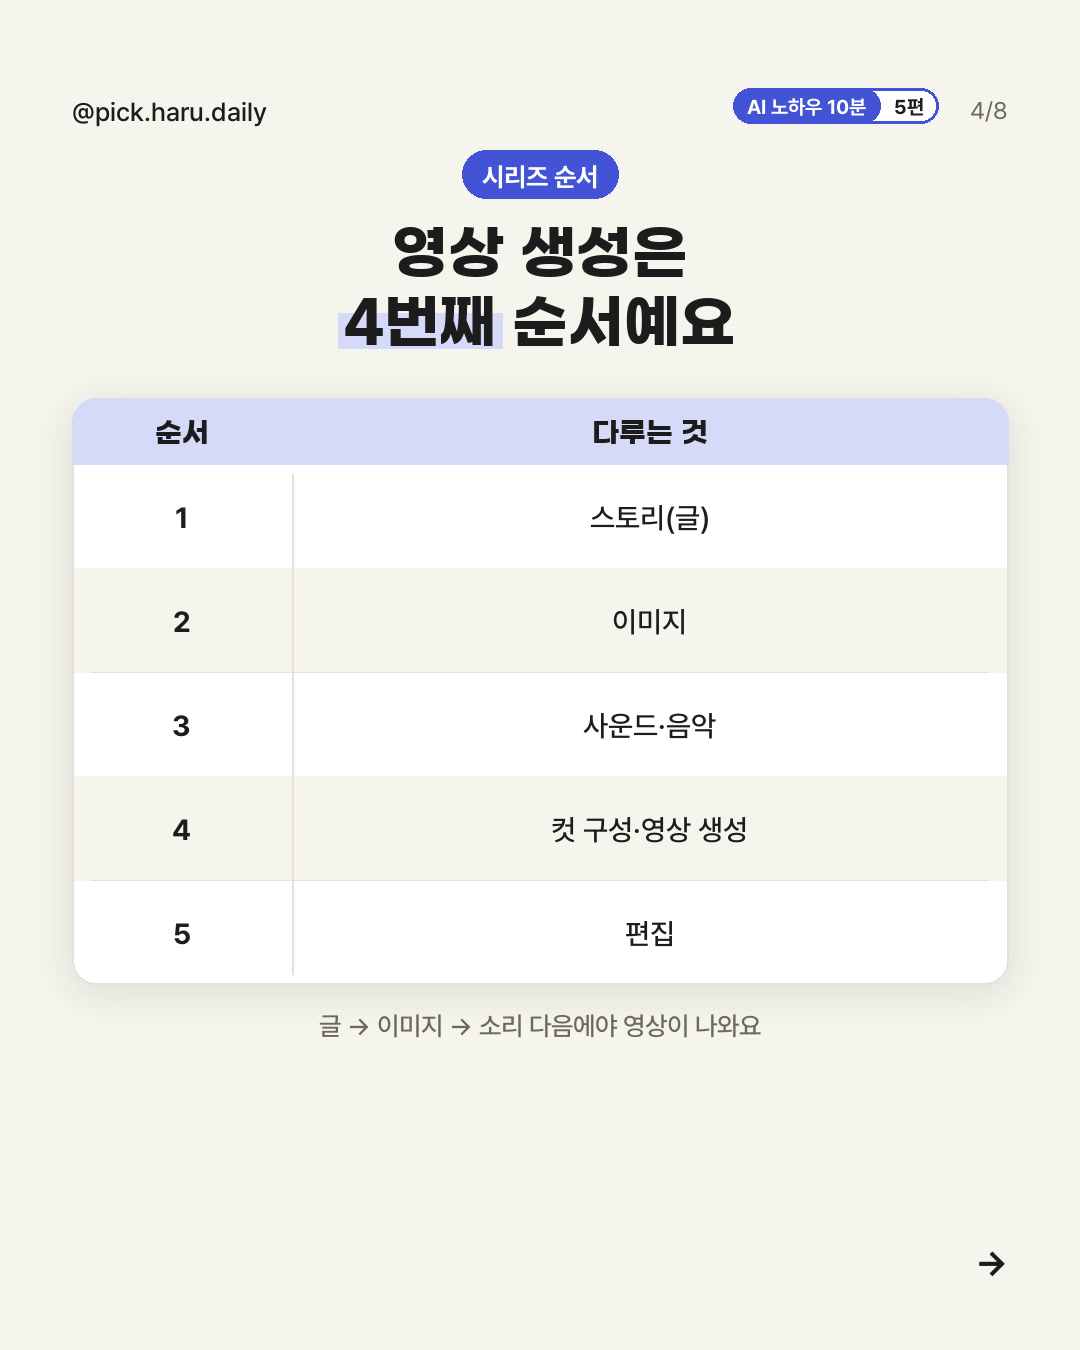 @pick.haru.daily
AI 노하우 10분 5편 4/8
시리즈 순서
영상 생성은
4번째 순서예요
순서 다루는 것
1 스토리(글)
2 이미지
3 사운드·음악
4 컷 구성·영상 생성
5 편집
글 → 이미지 → 소리 다음에야 영상이 나와요
→